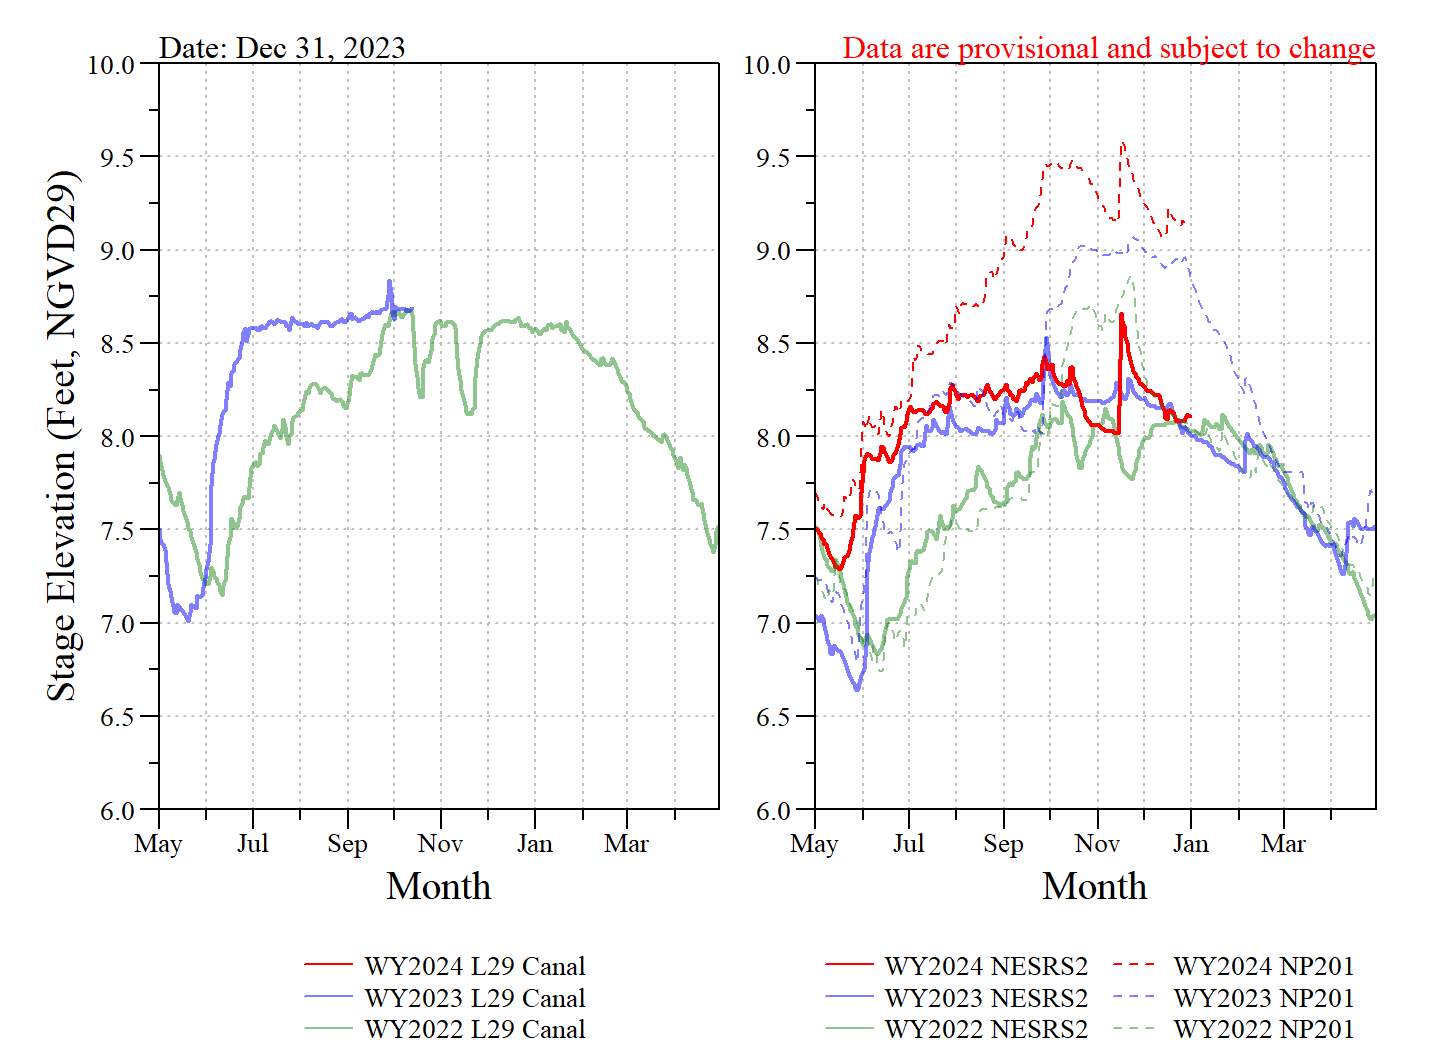 Date: Dec 31, 2023
Data are provisional and subject to change
Stage Elevation (Feet, NGVD29)
10.0
9.5
9.0
8.5
8.0
7.5
7.0
6.5
6.0
May Jul Sep Nov Jan Mar
Month
WY2024 L29 Canal
WY2023 L29 Canal
WY2022 L29 Canal
10.0
9.5
9.0
8.5
8.0
7.5
7.0
6.5
6.0
May Jul Sep Nov Jan Mar
Month
WY2024 NESRS2 WY2024 NP201
WY2023 NESRS2 WY2023 NP201
WY2022 NESRS2 WY2022 NP201